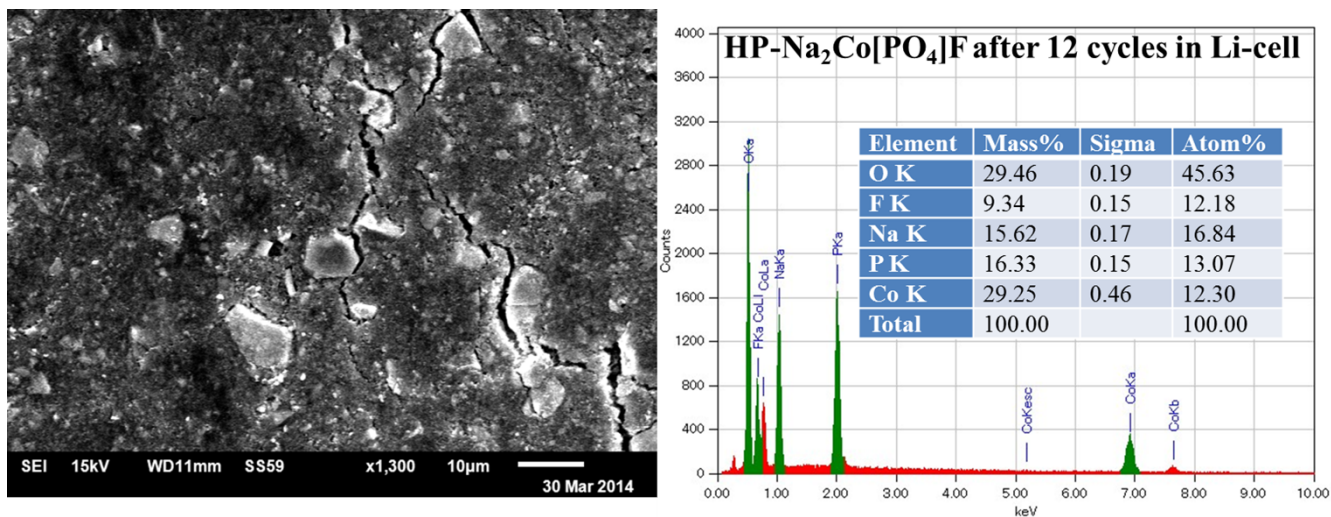 SEI 15kV WD11mm SS59 x1,300 10µm
30 Mar 2014
HP-Na₂Co[PO₄]F after 12 cycles in Li-cell
Element Mass% Sigma Atom%
O K 29.46 0.19 45.63
F K 9.34 0.15 12.18
Na K 15.62 0.17 16.84
P K 16.33 0.15 13.07
Co K 29.25 0.46 12.30
Total 100.00 100.00
Counts
4000
3600
3200
2800
2400
2000
1600
1200
800
400
0
OKa
FKa CoLl
CoLa
NaKa
PKa
CoKesc
CoKa
CoKb
0.00 1.00 2.00 3.00 4.00 5.00 6.00 7.00 8.00 9.00 10.00
keV